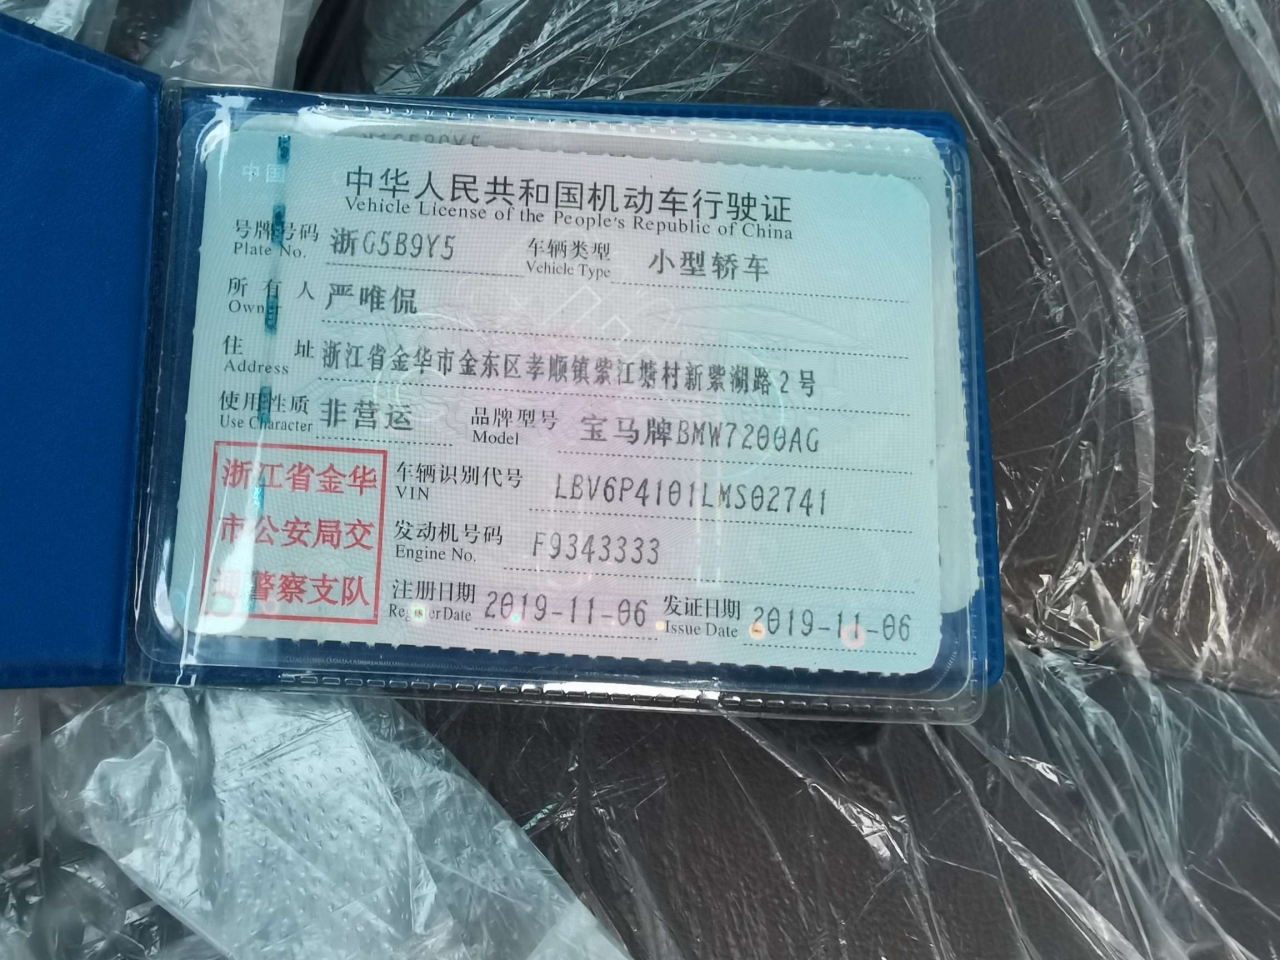 中国
中华人民共和国机动车行驶证
Vehicle License of the People's Republic of China
号牌号码 浙G5B9Y5 车辆类型 小型轿车
Plate No. Vehicle Type
所有人 严唯侃
Owner
住址 浙江省金华市金东区孝顺镇紫江塘村新紫湖路2号
Address
使用性质 非营运 品牌型号 宝马牌BMW7200AG
Use Character Model
浙江省金华
市公安局交
通警察支队
车辆识别代号 LBV6P4101LMS02741
VIN
发动机号码 F9343333
Engine No.
注册日期 2019-11-06 发证日期 2019-11-06
Register Date Issue Date